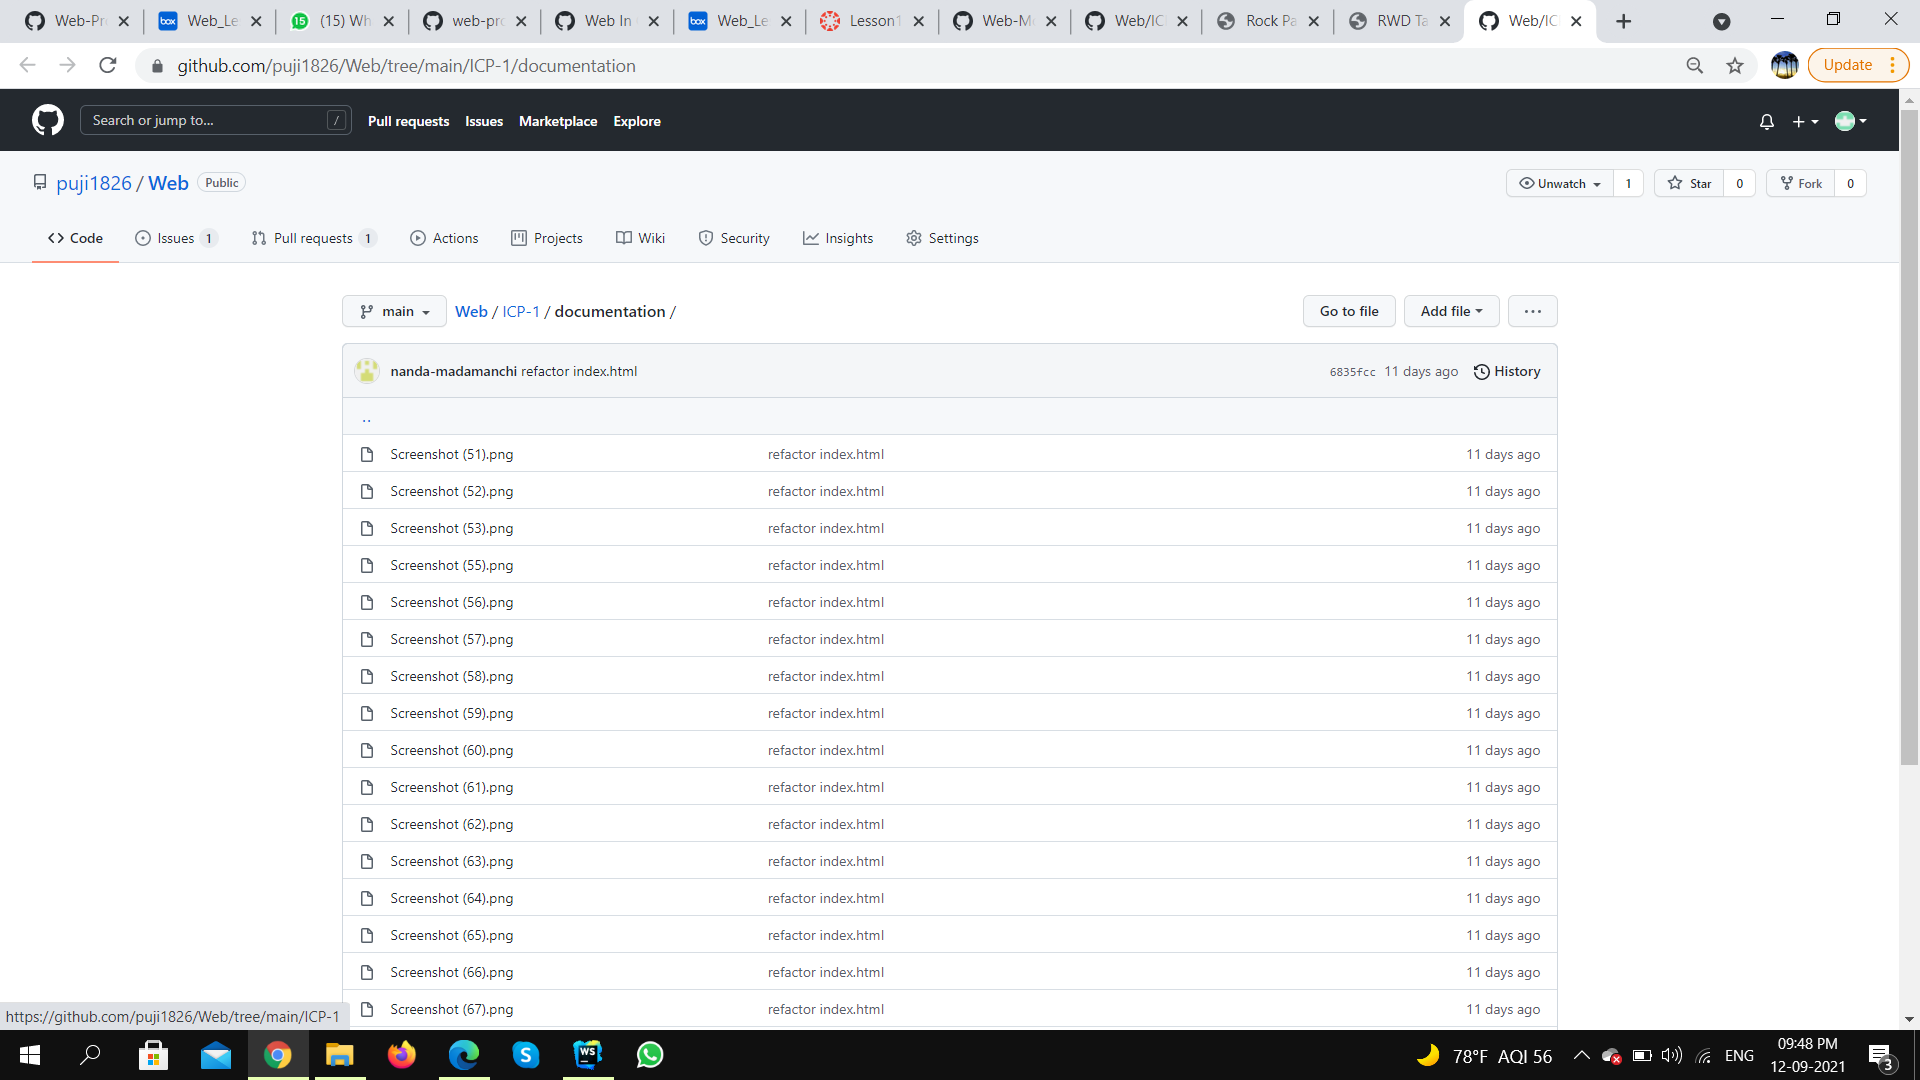 Web-Pr
Web_Le
(15) Wh
web-pro
Web In
Web_Le
Lesson1
Web-Mo
Web/IC
Rock Pa
RWD Ta
Web/IC
github.com/puji1826/Web/tree/main/ICP-1/documentation
Update
Search or jump to...
/
Pull requests
Issues
Marketplace
Explore
puji1826 / Web
Public
Unwatch
1
Star
0
Fork
0
Code
Issues 1
Pull requests 1
Actions
Projects
Wiki
Security
Insights
Settings
main
Web / ICP-1 / documentation /
Go to file
Add file
...
nanda-madamanchi refactor index.html
6835fcc 11 days ago
History
..
Screenshot (51).png refactor index.html 11 days ago
Screenshot (52).png refactor index.html 11 days ago
Screenshot (53).png refactor index.html 11 days ago
Screenshot (55).png refactor index.html 11 days ago
Screenshot (56).png refactor index.html 11 days ago
Screenshot (57).png refactor index.html 11 days ago
Screenshot (58).png refactor index.html 11 days ago
Screenshot (59).png refactor index.html 11 days ago
Screenshot (60).png refactor index.html 11 days ago
Screenshot (61).png refactor index.html 11 days ago
Screenshot (62).png refactor index.html 11 days ago
Screenshot (63).png refactor index.html 11 days ago
Screenshot (64).png refactor index.html 11 days ago
Screenshot (65).png refactor index.html 11 days ago
Screenshot (66).png refactor index.html 11 days ago
Screenshot (67).png refactor index.html 11 days ago
https://github.com/puji1826/Web/tree/main/ICP-1
WS
78°F AQI 56
ENG
09:48 PM
12-09-2021
3